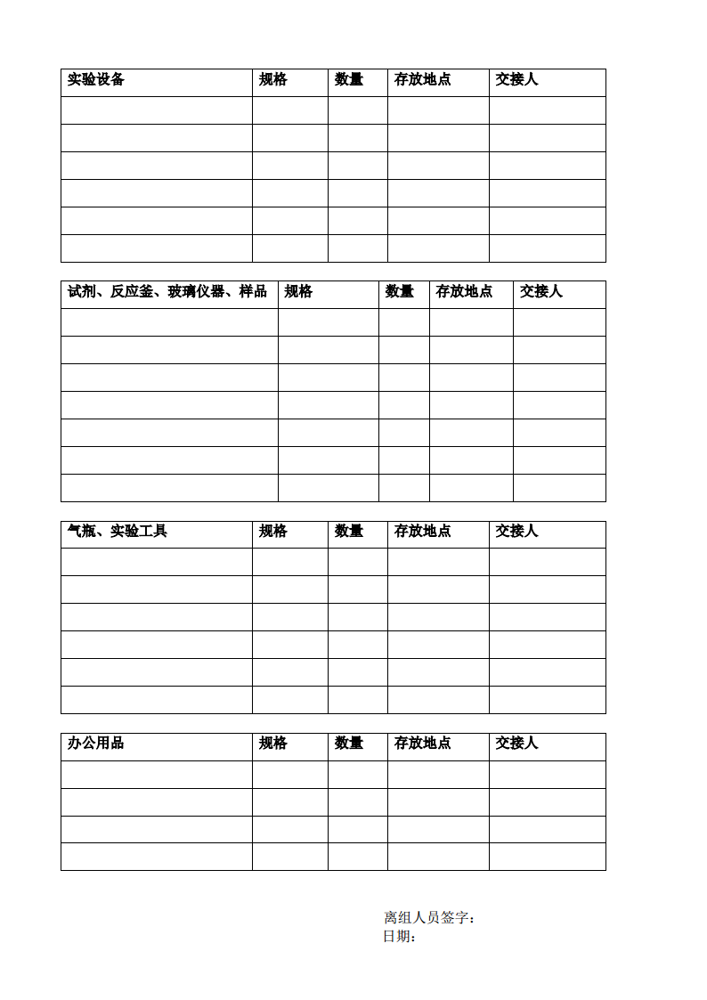 实验设备 规格 数量 存放地点 交接人
试剂、反应釜、玻璃仪器、样品 规格 数量 存放地点 交接人
气瓶、实验工具 规格 数量 存放地点 交接人
办公用品 规格 数量 存放地点 交接人
离组人员签字：
日期：